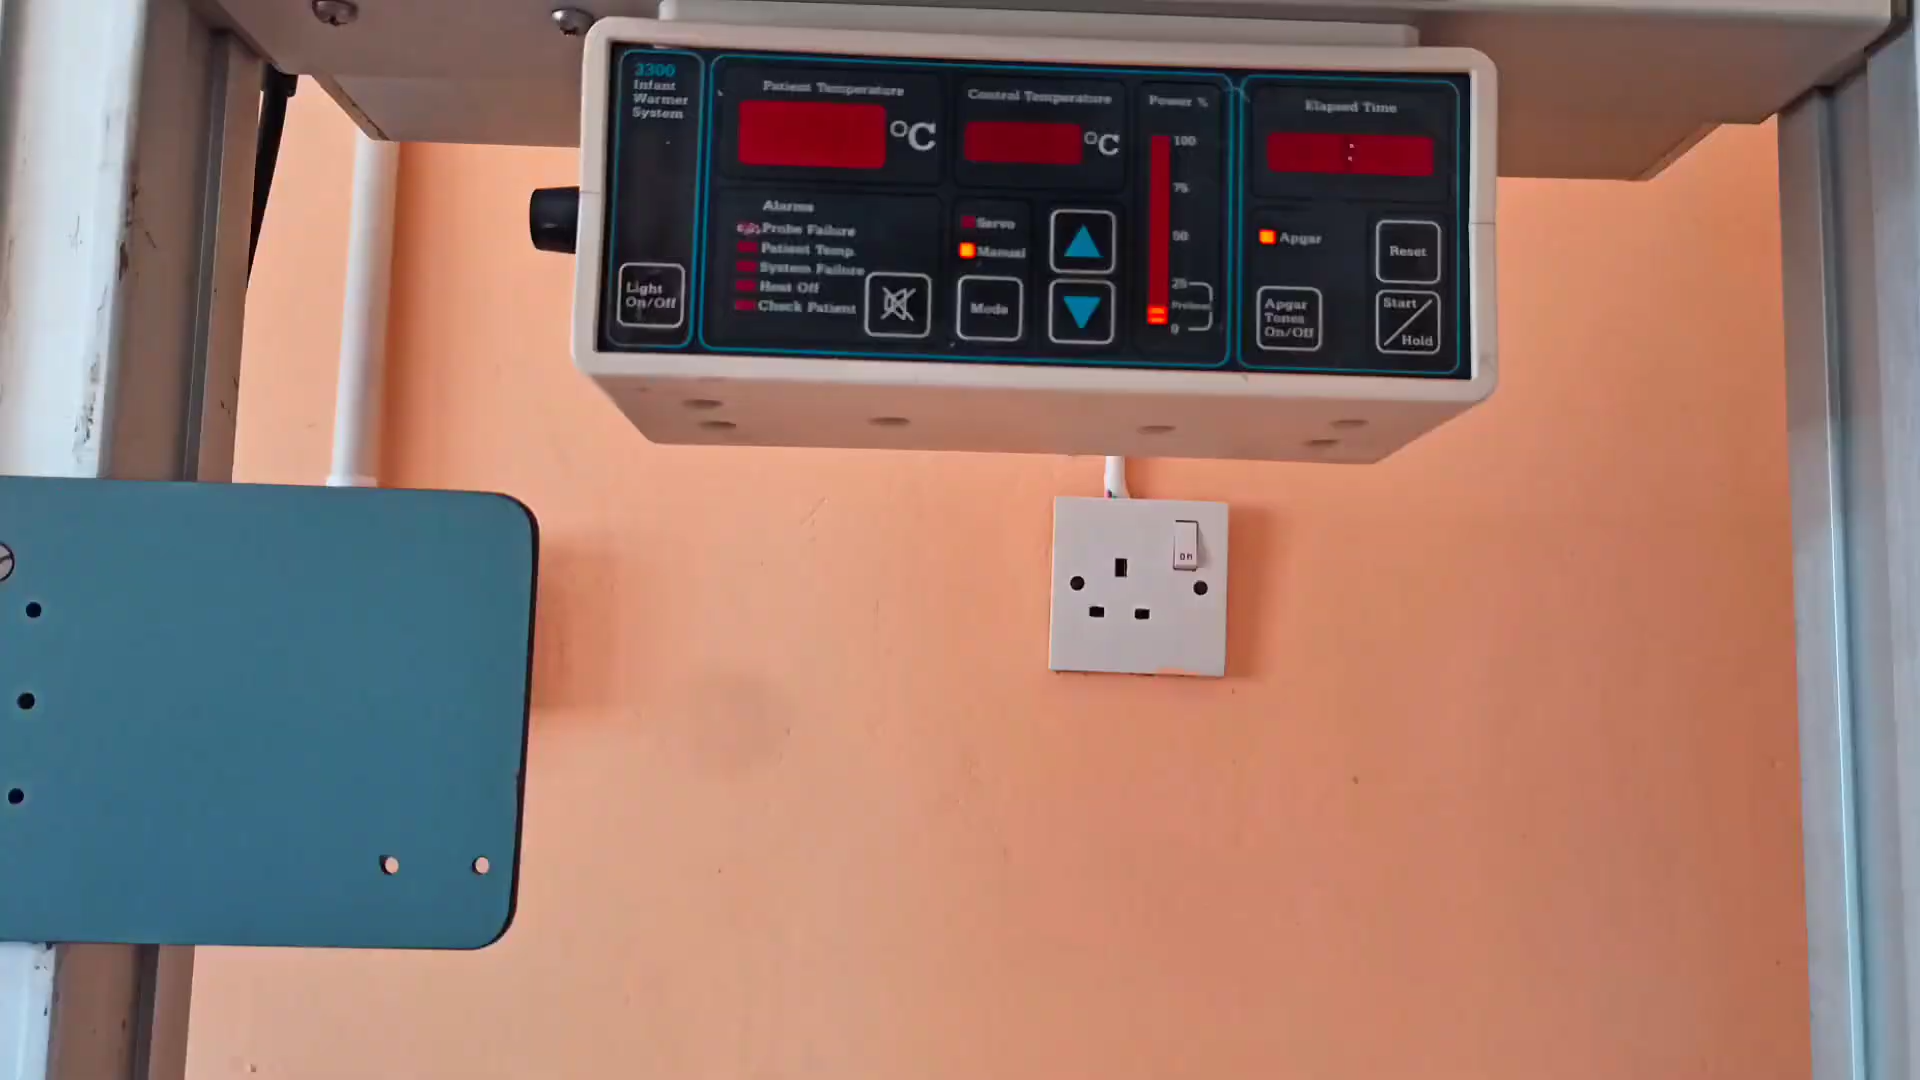 3300
Infant
Warmer
System
Light
On/Off
Patient Temperature
°C
Alarms
Probe Failure
Patient Temp.
System Failure
Heat Off
Check Patient
Control Temperature
°C
Servo
Manual
Mode
Power %
100
75
50
25
Preheat
0
Elapsed Time
:
Apgar
Reset
Apgar
Tones
On/Off
Start
Hold
on